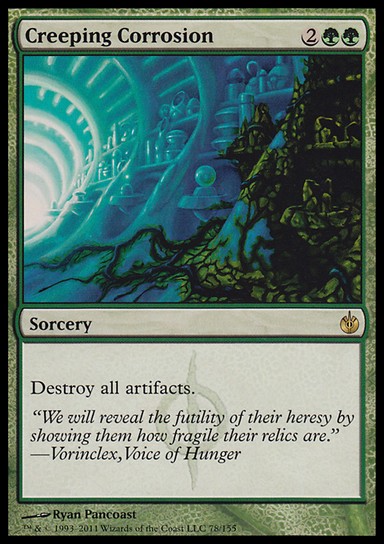 Creeping Corrosion 2
Sorcery
Destroy all artifacts.
“We will reveal the futility of their heresy by
showing them how fragile their relics are.”
—Vorinclex, Voice of Hunger
Ryan Pancoast
™ & © 1993–2011 Wizards of the Coast LLC 78/155